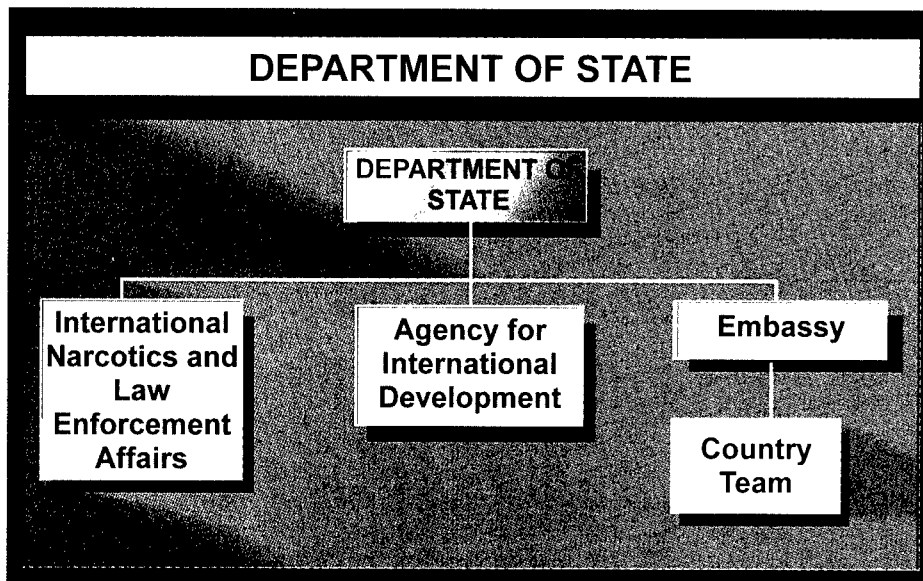 DEPARTMENT OF STATE
DEPARTMENT OF
STATE
International
Narcotics and
Law
Enforcement
Affairs
Agency for
International
Development
Embassy
Country
Team